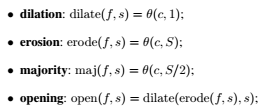 • dilation: dilate(f, s) = θ(c, 1);
• erosion: erode(f, s) = θ(c, S);
• majority: maj(f, s) = θ(c, S/2);
• opening: open(f, s) = dilate(erode(f, s), s);